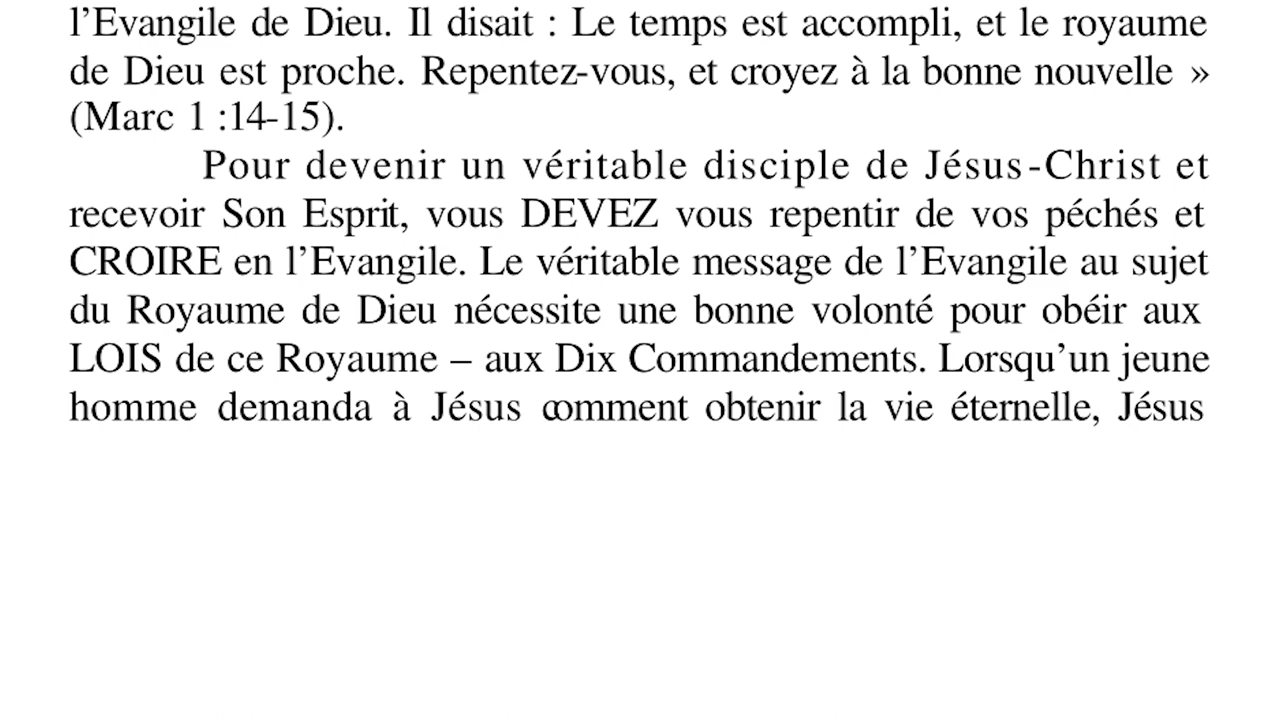 l’Evangile de Dieu. Il disait : Le temps est accompli, et le royaume
de Dieu est proche. Repentez-vous, et croyez à la bonne nouvelle »
(Marc 1 :14-15).
Pour devenir un véritable disciple de Jésus-Christ et
recevoir Son Esprit, vous DEVEZ vous repentir de vos péchés et
CROIRE en l’Evangile. Le véritable message de l’Evangile au sujet
du Royaume de Dieu nécessite une bonne volonté pour obéir aux
LOIS de ce Royaume – aux Dix Commandements. Lorsqu’un jeune
homme demanda à Jésus comment obtenir la vie éternelle, Jésus